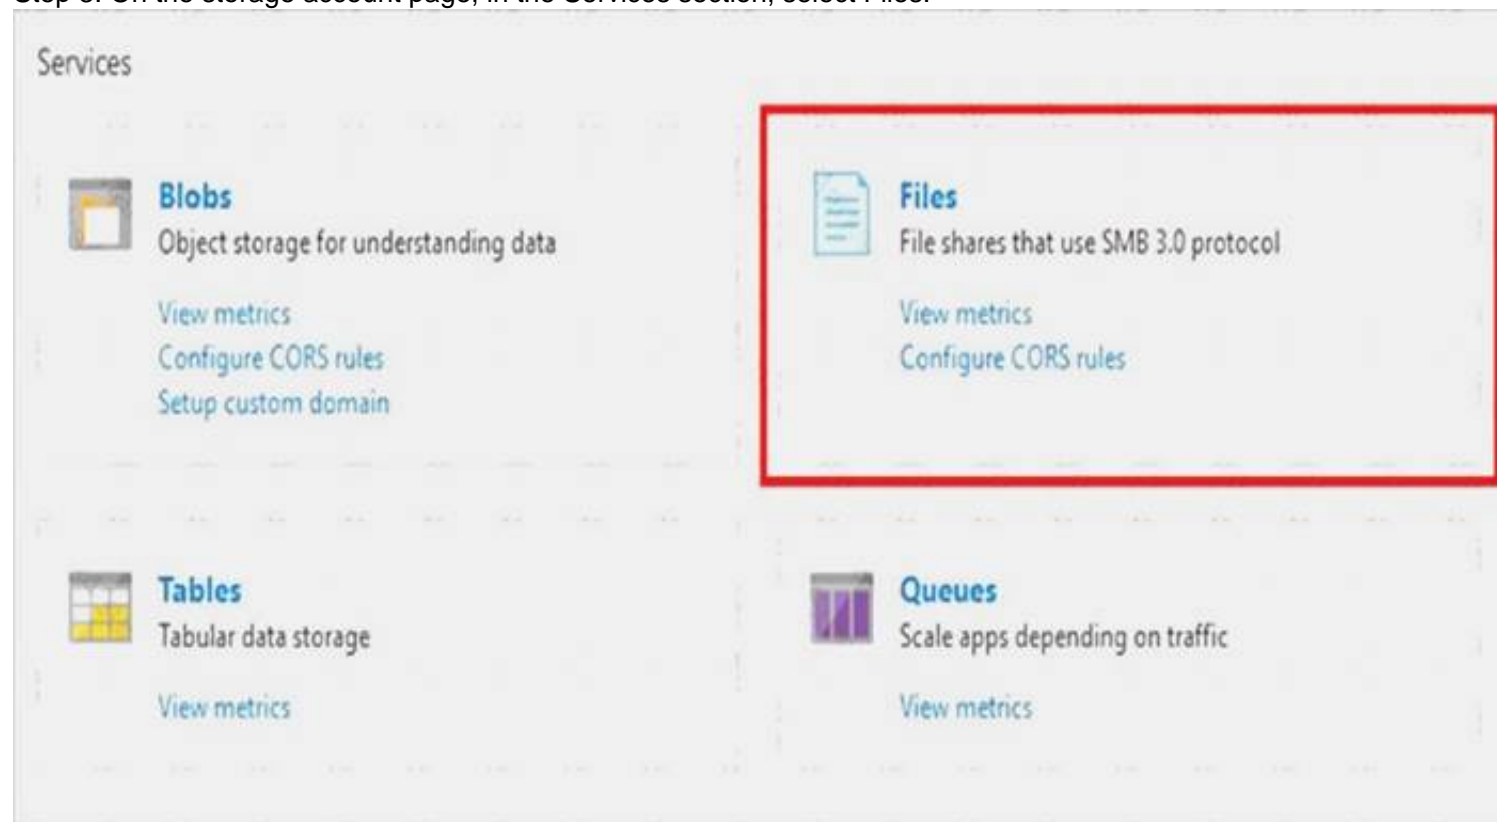 Services
Blobs
Object storage for understanding data
View metrics
Configure CORS rules
Setup custom domain
Files
File shares that use SMB 3.0 protocol
View metrics
Configure CORS rules
Tables
Tabular data storage
View metrics
Queues
Scale apps depending on traffic
View metrics